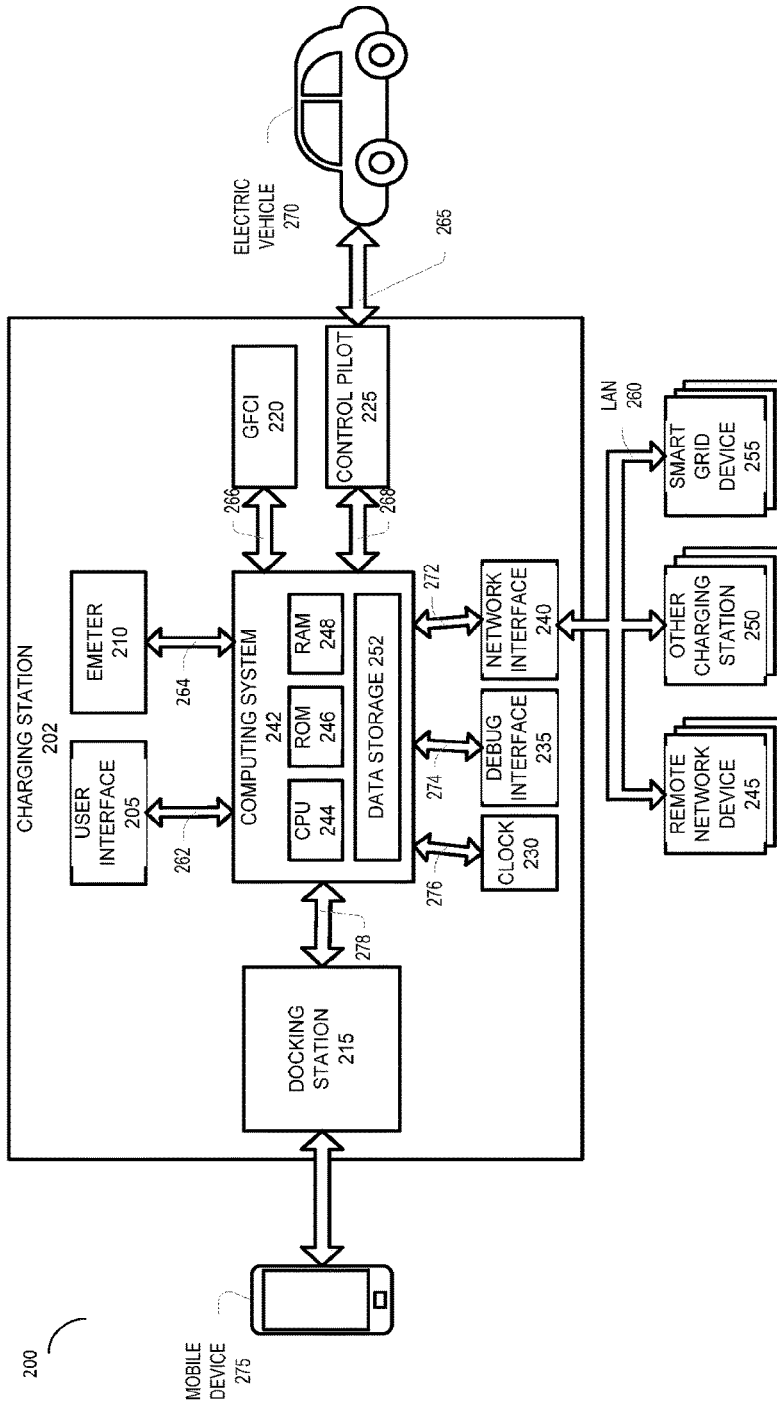 200
MOBILE
DEVICE
275
CHARGING STATION
202
DOCKING
STATION
215
278
USER
INTERFACE
205
262
EMETER
210
264
COMPUTING SYSTEM
242
CPU
244
ROM
246
RAM
248
DATA STORAGE 252
266
GFCI
220
268
CONTROL PILOT
225
276
CLOCK
230
274
DEBUG
INTERFACE
235
272
NETWORK
INTERFACE
240
ELECTRIC
VEHICLE
270
265
REMOTE
NETWORK
DEVICE
245
OTHER
CHARGING
STATION
250
LAN
260
SMART
GRID
DEVICE
255